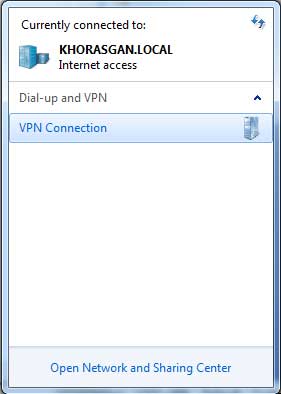 Currently connected to:
KHORASGAN.LOCAL
Internet access
Dial-up and VPN
VPN Connection
Open Network and Sharing Center